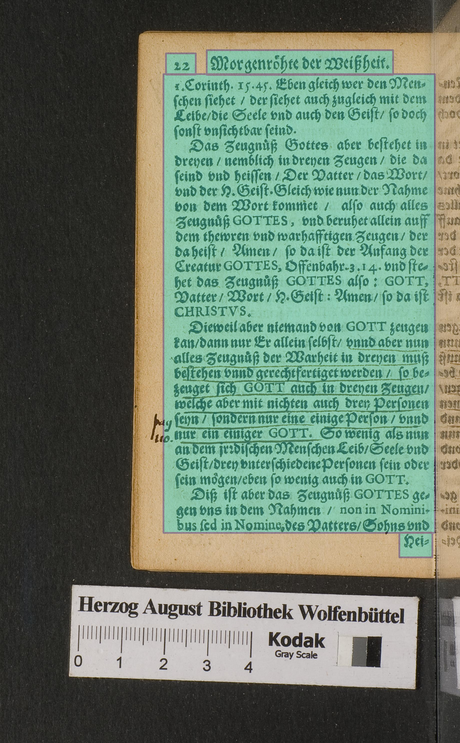 22 Morgenröhte der Weißheit.
1. Corinth. 15. 45. Eben gleich wer den Men-
schen siehet / der siehet auch zugleich mit dem
Leibe/die Seele vnd auch den Geist/ so doch
sonst vnsichtbar seind.
Das Zeugnüß Gottes aber bestehet in
dreyen / nemblich in dreyen Zeugen / die da
seind vnd heissen / Der Vatter / das Wort/
vnd der H. Geist. Gleich wie nun der Nahme
von dem Wort kommet / also auch alles
Zeugnüß GOTTES, vnd beruhet allein auff
dem thewren vnd warhafftigen Zeugen / der
da heist / Amen / so da ist der Anfang der
Creatur GOTTES, Offenbahr. 3. 14. vnd ste-
het das Zeugnüß GOTTES also: GOTT,
Vatter / Wort / H. Geist: Amen / so da ist
CHRISTVS.
Dieweil aber niemand von GOTT zeugen
kan/dann nur Er allein selbst/ vnnd aber nun
alles Zeugnüß der Warheit in dreyen muß
bestehen vnnd gerechtfertiget werden / so be-
zeuget sich GOTT auch in dreyen Zeugen/
welche aber mit nichten auch drey Personen
seyn / sondern nur eine einige Person / vnnd
nur ein einiger GOTT. So wenig als nun
an dem jrrdischen Menschen Leib/ Seele vnd
Geist/ drey vnterschiedene Personen sein oder
sein mögen/eben so wenig auch in GOTT.
Diß ist aber das Zeugnüß GOTTES ge-
gen vns in dem Nahmen / non in Nomini-
bus sed in Nomine, des Vatters/ Sohns vnd
Hei-
pag
110.
Herzog August Bibliothek Wolfenbüttel
0 1 2 3 4
Kodak
Gray Scale